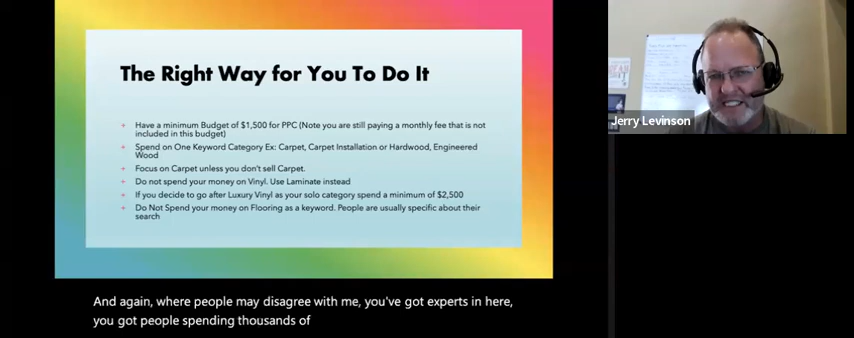 The Right Way for You To Do It
Have a minimum Budget of $1,500 for PPC (Note you are still paying a monthly fee that is not
included in this budget)
Spend on One Keyword Category Ex: Carpet, Carpet Installation or Hardwood, Engineered
Wood
Focus on Carpet unless you don't sell Carpet.
Do not spend your money on Vinyl. Use Laminate instead
If you decide to go after Luxury Vinyl as your solo category spend a minimum of $2,500
Do Not Spend your money on Flooring as a keyword. People are usually specific about their
search
Jerry Levinson
And again, where people may disagree with me, you've got experts in here,
you got people spending thousands of